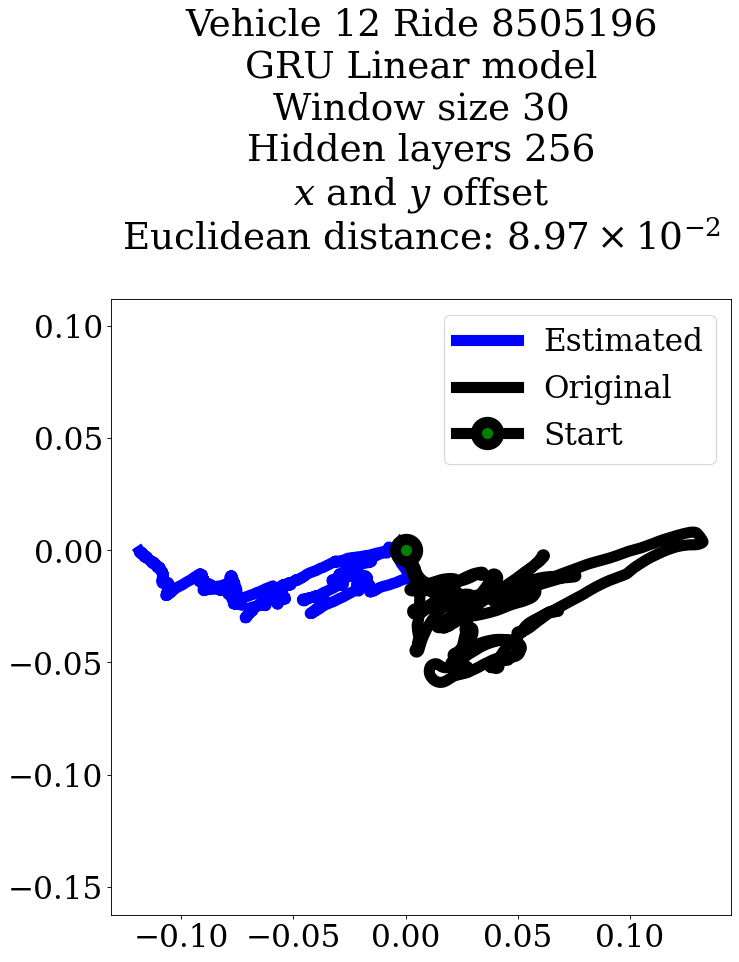 Vehicle 12 Ride 8505196
GRU Linear model
Window size 30
Hidden layers 256
x and y offset
Euclidean distance: 8.97 × 10⁻²
Estimated
Original
Start
0.10
0.05
0.00
−0.05
−0.10
−0.15
−0.10 −0.05 0.00 0.05 0.10